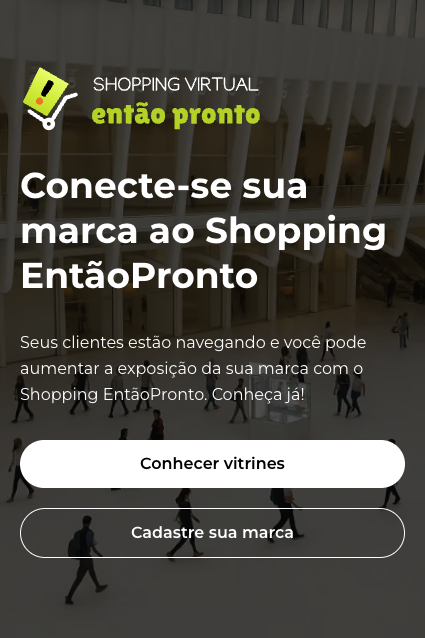 SHOPPING VIRTUAL
então pronto
Conecte-se sua
marca ao Shopping
EntãoPronto
Seus clientes estão navegando e você pode
aumentar a exposição da sua marca com o
Shopping EntãoPronto. Conheça já!
Conhecer vitrines
Cadastre sua marca